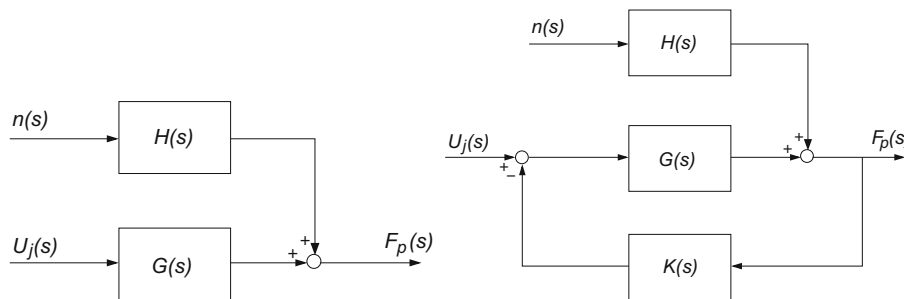 n(s)
H(s)
+
U_j(s)
G(s)
+
F_p(s)
n(s)
H(s)
+
U_j(s)
+
−
G(s)
+
F_p(s
K(s)